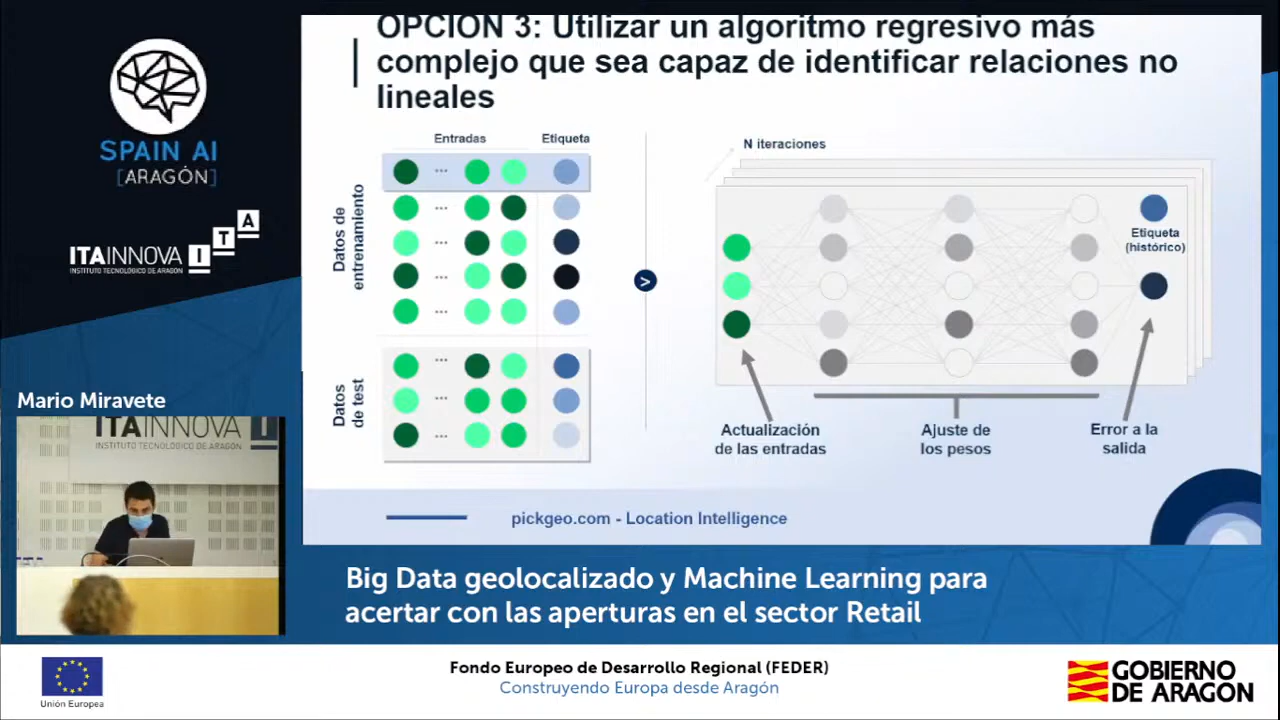 SPAIN AI
[ARAGÓN]
ITAINNOVA
INSTITUTO TECNOLÓGICO DE ARAGÓN
I T A
OPCIÓN 3: Utilizar un algoritmo regresivo más
complejo que sea capaz de identificar relaciones no
lineales
Entradas
Etiqueta
Datos de
entrenamiento
Datos
de test
>
N iteraciones
Etiqueta
(histórico)
Actualización
de las entradas
Ajuste de
los pesos
Error a la
salida
pickgeo.com - Location Intelligence
Mario Miravete
ITAINNOVA
INSTITUTO TECNOLÓGICO DE ARAGÓN
I
Big Data geolocalizado y Machine Learning para
acertar con las aperturas en el sector Retail
Unión Europea
Fondo Europeo de Desarrollo Regional (FEDER)
Construyendo Europa desde Aragón
GOBIERNO
DE ARAGÓN